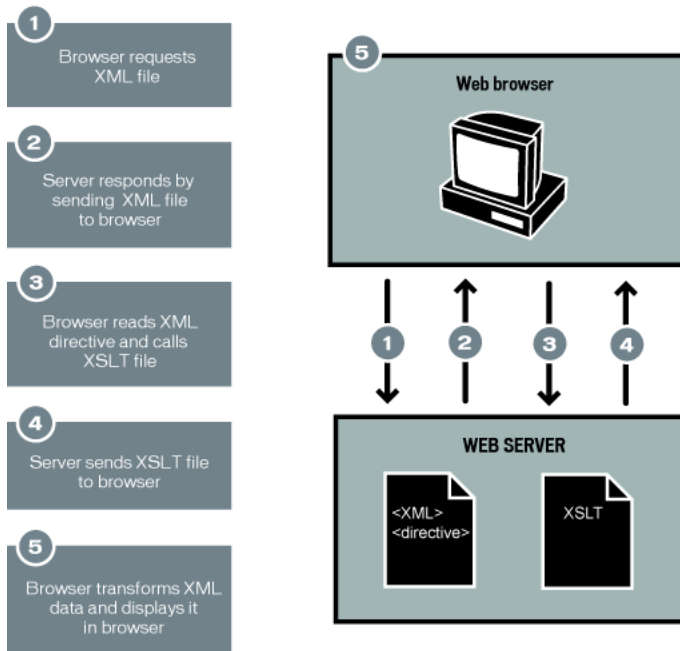 1
Browser requests
XML file
2
Server responds by
sending XML file
to browser
3
Browser reads XML
directive and calls
XSLT file
4
Server sends XSLT file
to browser
5
Browser transforms XML
data and displays it
in browser
5
Web browser
1
2
3
4
WEB SERVER
<XML>
<directive>
XSLT